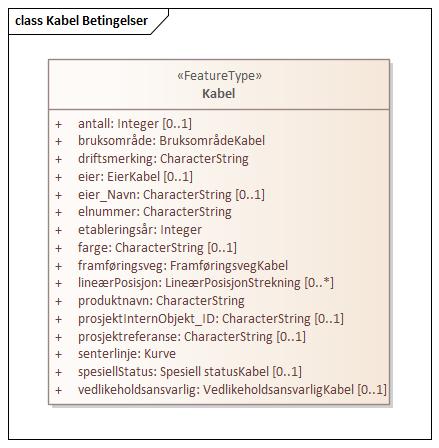 class Kabel Betingelser
«FeatureType»
Kabel
+ antall: Integer [0..1]
+ bruksområde: BruksområdeKabel
+ driftsmerking: CharacterString
+ eier: EierKabel [0..1]
+ eier_Navn: CharacterString [0..1]
+ elnummer: CharacterString
+ etableringsår: Integer
+ farge: CharacterString [0..1]
+ framføringsveg: FramføringsvegKabel
+ lineærPosisjon: LineærPosisjonStrekning [0..*]
+ produktnavn: CharacterString
+ prosjektInternObjekt_ID: CharacterString [0..1]
+ prosjektreferanse: CharacterString [0..1]
+ senterlinje: Kurve
+ spesiellStatus: Spesiell statusKabel [0..1]
+ vedlikeholdsansvarlig: VedlikeholdsansvarligKabel [0..1]